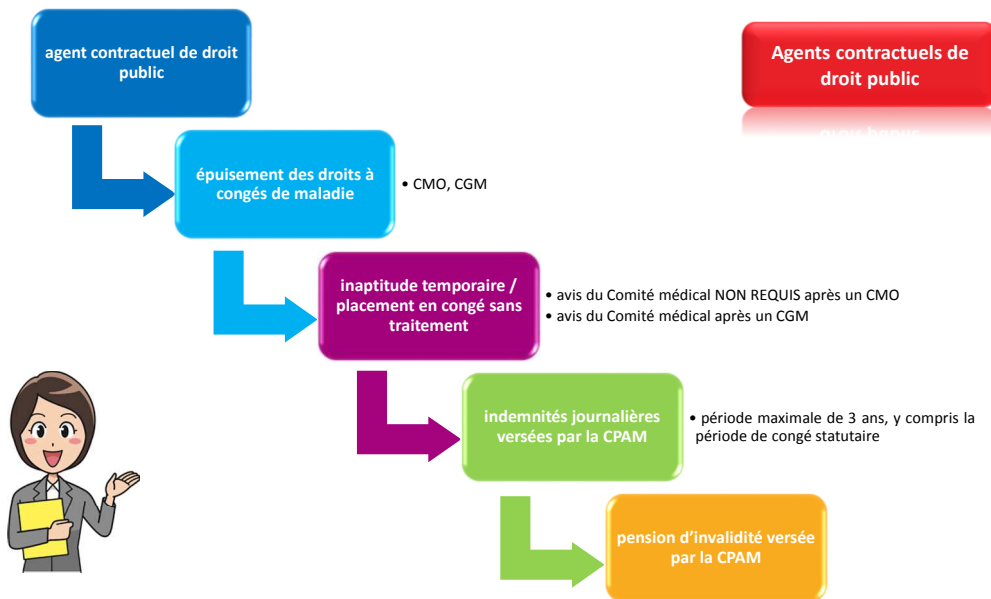 agent contractuel de droit
public
Agents contractuels de
droit public
épuisement des droits à
congés de maladie
• CMO, CGM
inaptitude temporaire /
placement en congé sans
traitement
• avis du Comité médical NON REQUIS après un CMO
• avis du Comité médical après un CGM
indemnités journalières
versées par la CPAM
• période maximale de 3 ans, y compris la
période de congé statutaire
pension d’invalidité versée
par la CPAM